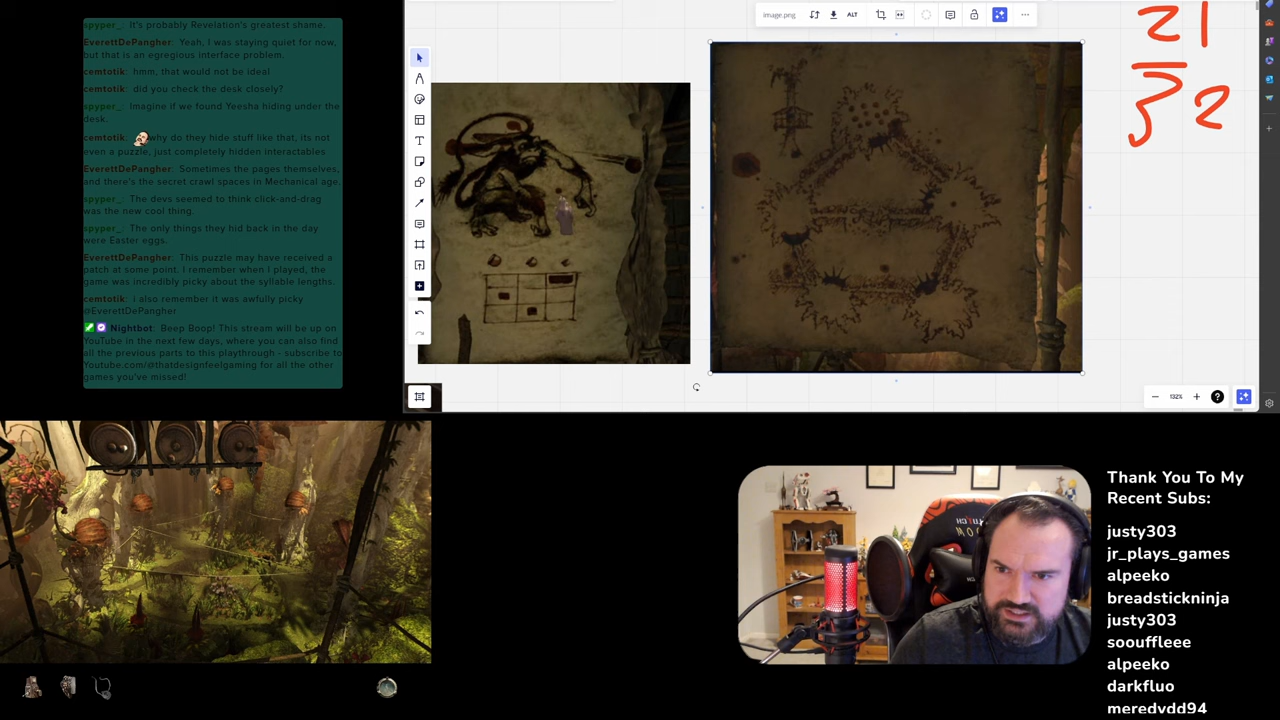 spyper_: It's probably Revelation's greatest shame.
EverettDePangher: Yeah, I was staying quiet for now,
but that is an egregious interface problem.
cemtotik: hmm, that would not be ideal
cemtotik: did you check the desk closely?
spyper_: Imagine if we found Yeesha hiding under the
desk.
cemtotik: why do they hide stuff like that, its not
even a puzzle, just completely hidden interactables
EverettDePangher: Sometimes the pages themselves,
and there's the secret crawl spaces in Mechanical age.
spyper_: The devs seemed to think click-and-drag
was the new cool thing.
spyper_: The only things they hid back in the day
were Easter eggs.
EverettDePangher: This puzzle may have received a
patch at some point. I remember when I played, the
game was incredibly picky about the syllable lengths.
cemtotik: i also remember it was awfully picky
@EverettDePangher
Nightbot: Beep Boop! This stream will be up on
YouTube in the next few days, where you can also find
all the previous parts to this playthrough - subscribe to
Youtube.com/@thatdesignfeelgaming for all the other
games you've missed!
image.png
ALT
132%
21
32
Thank You To My
Recent Subs:
justy303
jr_plays_games
alpeeko
breadstickninja
justy303
sooufleee
alpeeko
darkfluo
meredydd94